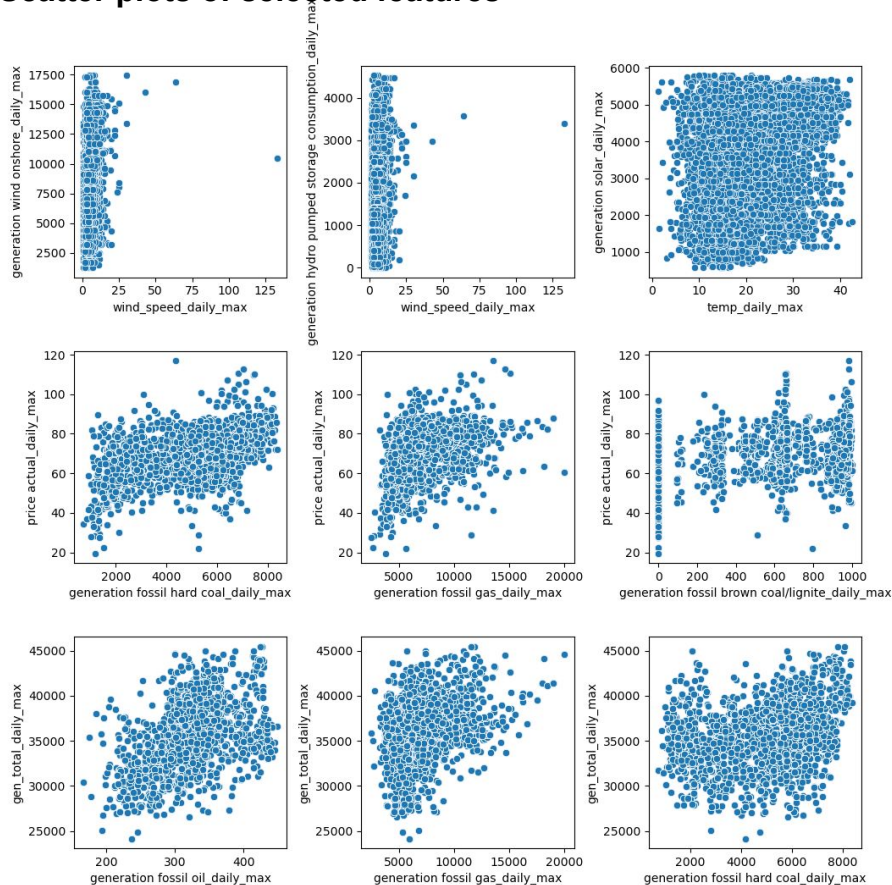 Scatter plots of selected features
generation wind onshore_daily_max
17500
15000
12500
10000
7500
5000
2500
0 25 50 75 100 125
wind_speed_daily_max
generation hydro pumped storage consumption_daily_max
4000
3000
2000
1000
0
0 25 50 75 100 125
wind_speed_daily_max
generation solar_daily_max
6000
5000
4000
3000
2000
1000
0 10 20 30 40
temp_daily_max
price actual_daily_max
120
100
80
60
40
20
2000 4000 6000 8000
generation fossil hard coal_daily_max
price actual_daily_max
120
100
80
60
40
20
5000 10000 15000 20000
generation fossil gas_daily_max
price actual_daily_max
120
100
80
60
40
20
0 200 400 600 800 1000
generation fossil brown coal/lignite_daily_max
gen_total_daily_max
45000
40000
35000
30000
25000
200 300 400
generation fossil oil_daily_max
gen_total_daily_max
45000
40000
35000
30000
25000
5000 10000 15000 20000
generation fossil gas_daily_max
gen_total_daily_max
45000
40000
35000
30000
25000
2000 4000 6000 8000
generation fossil hard coal_daily_max